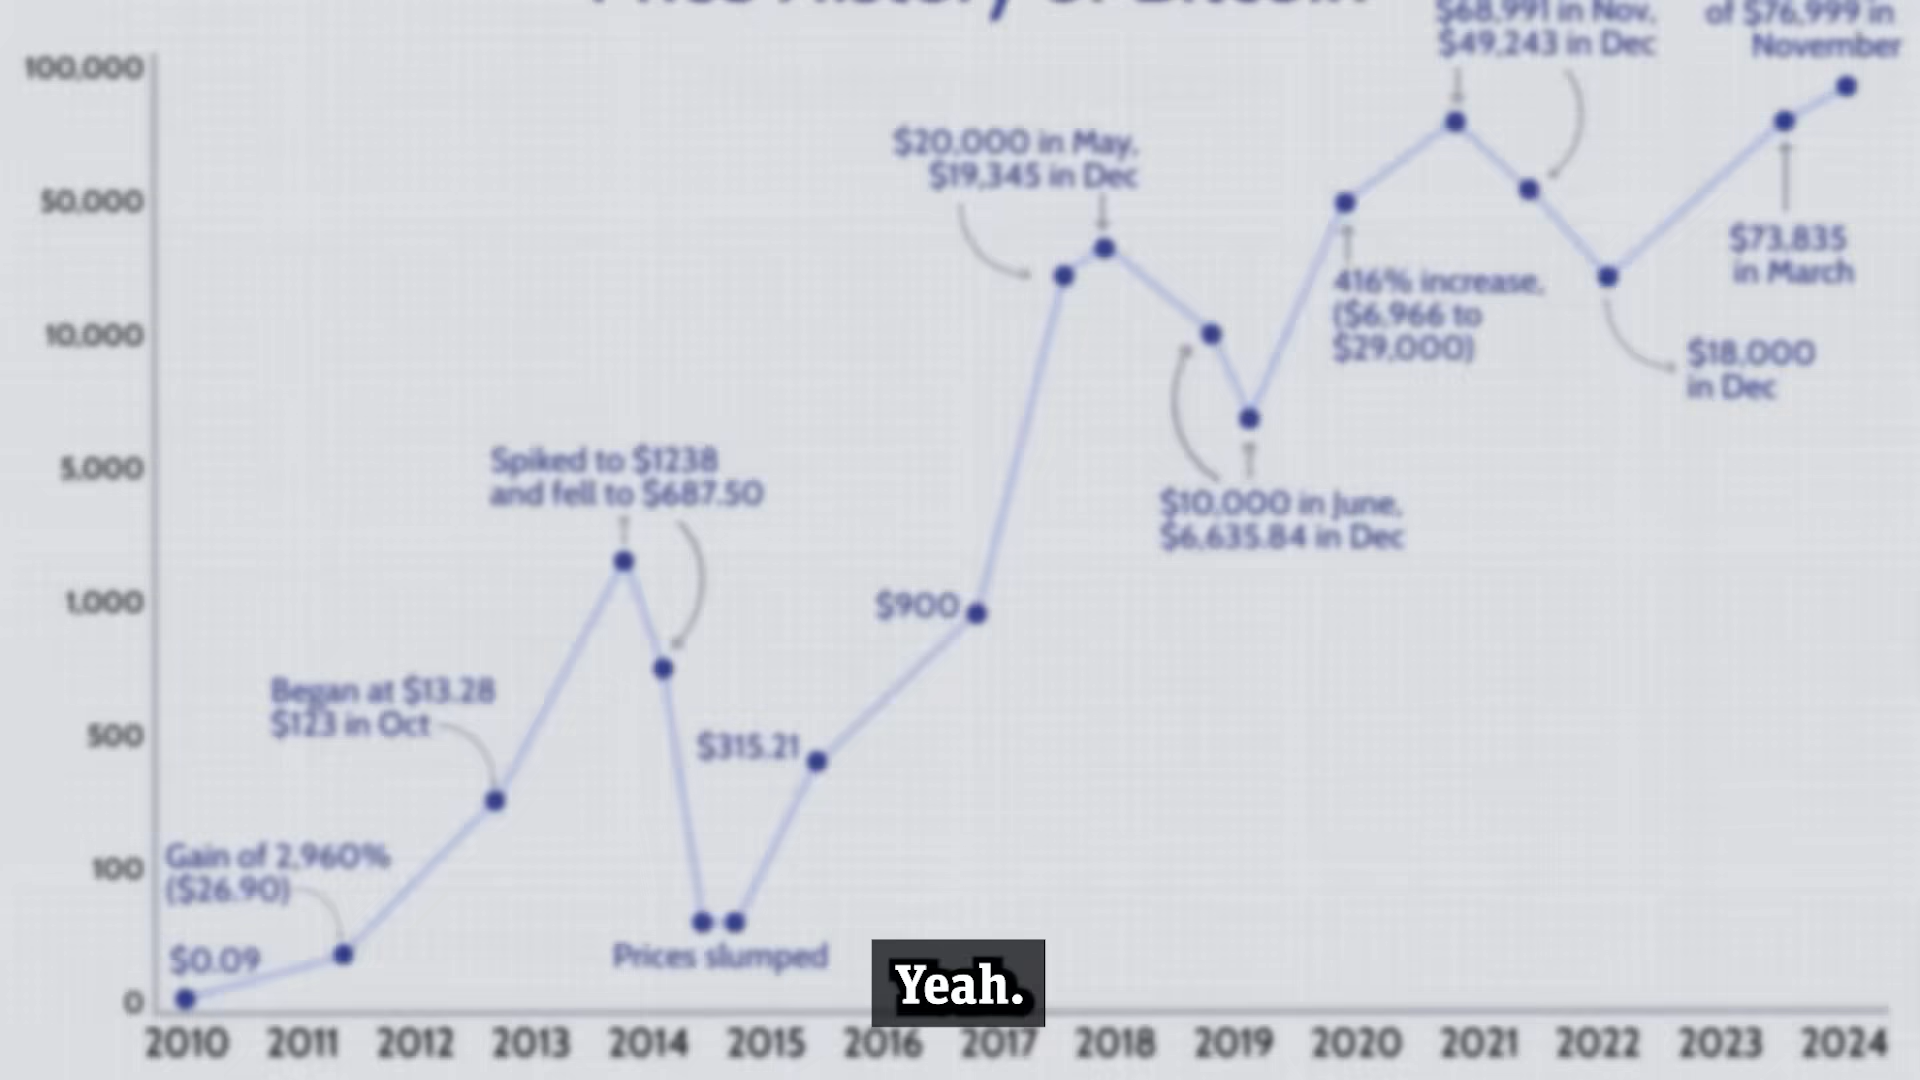 Price History of Bitcoin
$68,991 in Nov,
$49,243 in Dec
of $76,999 in
November
100,000
50,000
10,000
5,000
1,000
500
100
0
$20,000 in May,
$19,345 in Dec
$73,835
in March
416% increase,
($6,966 to
$29,000)
$18,000
in Dec
Spiked to $1238
and fell to $687.50
$10,000 in June,
$6,635.84 in Dec
$900
Began at $13.28
$123 in Oct
$315.21
Gain of 2,960%
($26.90)
$0.09
Prices slumped
Yeah.
2010 2011 2012 2013 2014 2015 2016 2017 2018 2019 2020 2021 2022 2023 2024